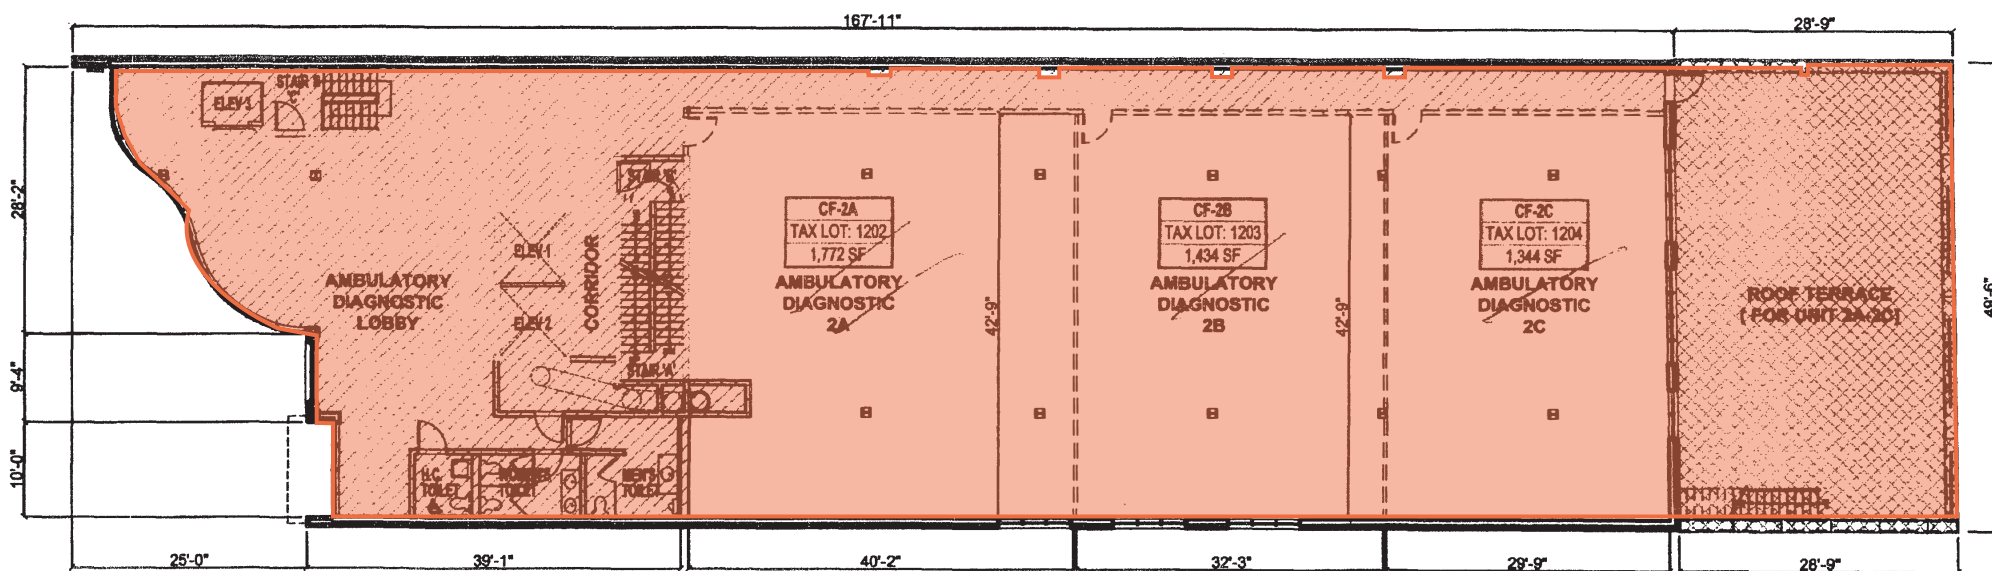 167'-11"
28'-9"
STAIR 'B'
ELEV-3
28'-2"
9'-4"
10'-0"
49'-6"
ELEV-1
ELEV-2
CORRIDOR
AMBULATORY
DIAGNOSTIC
LOBBY
STAIR 'B'
STAIR 'A'
H.C.
TOILET
WOMEN'S
TOILET
MEN'S
TOILET
CF-2A
TAX LOT: 1202
1,772 SF
AMBULATORY
DIAGNOSTIC
2A
42'-9"
CF-2B
TAX LOT: 1203
1,434 SF
AMBULATORY
DIAGNOSTIC
2B
42'-9"
CF-2C
TAX LOT: 1204
1,344 SF
AMBULATORY
DIAGNOSTIC
2C
ROOF TERRACE
[ FOR UNIT 2A-2C]
25'-0"
39'-1"
40'-2"
32'-3"
29'-9"
28'-9"